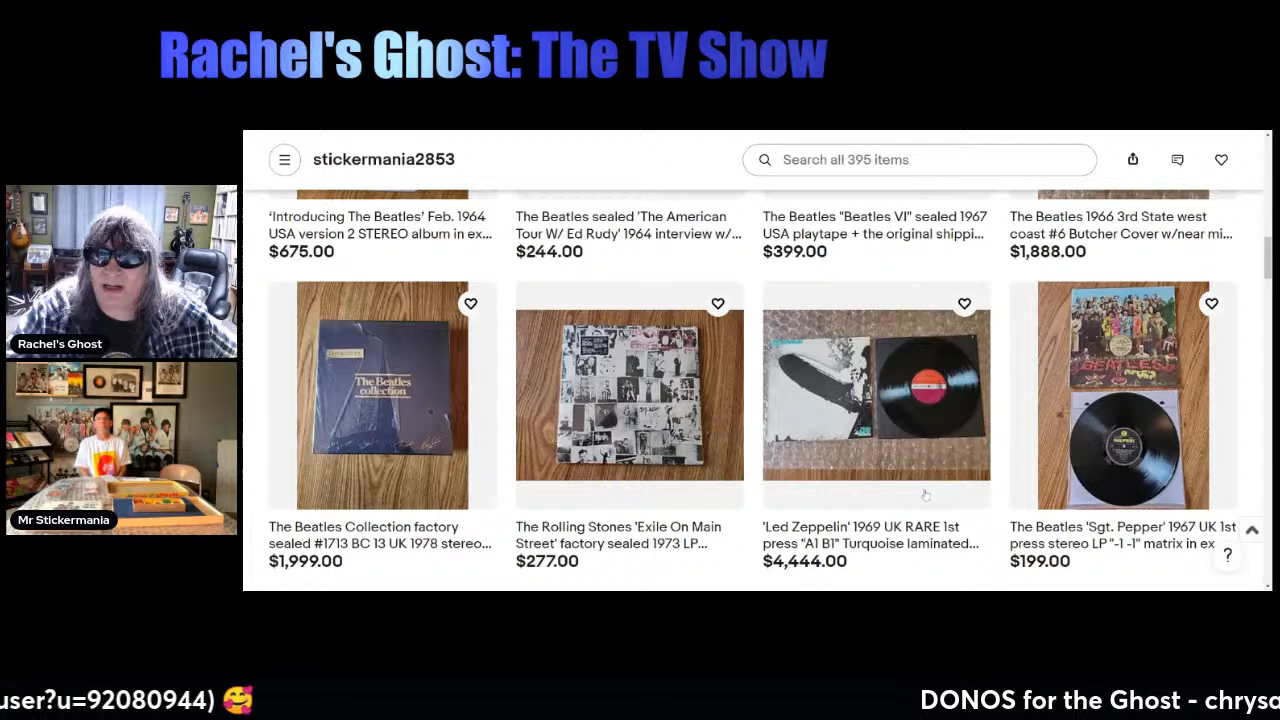 Rachel's Ghost: The TV Show
stickermania2853
Search all 395 items
'Introducing The Beatles' Feb. 1964
USA version 2 STEREO album in ex...
$675.00
The Beatles sealed 'The American
Tour W/ Ed Rudy' 1964 interview w/...
$244.00
The Beatles "Beatles VI" sealed 1967
USA playtape + the original shippi...
$399.00
The Beatles 1966 3rd State west
coast #6 Butcher Cover w/near mi...
$1,888.00
The Beatles
collection
BEATLES
The Beatles Collection factory
sealed #1713 BC 13 UK 1978 stereo...
$1,999.00
The Rolling Stones 'Exile On Main
Street' factory sealed 1973 LP...
$277.00
'Led Zeppelin' 1969 UK RARE 1st
press "A1 B1" Turquoise laminated...
$4,444.00
The Beatles 'Sgt. Pepper' 1967 UK 1st
press stereo LP "-1 -1" matrix in ex
$199.00
?
Rachel's Ghost
Mr Stickermania
user?u=92080944) 🥰
DONOS for the Ghost - chryso